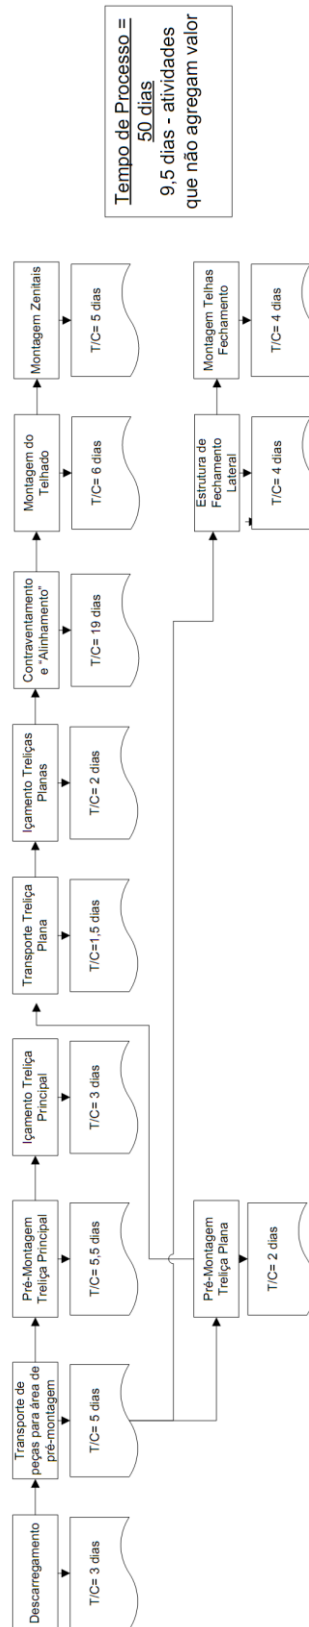 Descarregamento
T/C= 3 dias
Transporte de
peças para área de
pré-montagem
T/C= 5 dias
Pré-Montagem
Treliça Principal
T/C= 5,5 dias
Içamento Treliça
Principal
T/C= 3 dias
Transporte Treliça
Plana
T/C=1,5 dias
Içamento Treliças
Planas
T/C= 2 dias
Contraventamento
e "Alinhamento"
T/C= 19 dias
Montagem do
Telhado
T/C= 6 dias
Montagem Zenitais
T/C= 5 dias
Pré-Montagem
Treliça Plana
T/C= 2 dias
Estrutura de
Fechamento
Lateral
T/C= 4 dias
Montagem Telhas
Fechamento
T/C= 4 dias
Tempo de Processo =
50 dias
9,5 dias - atividades
que não agregam valor